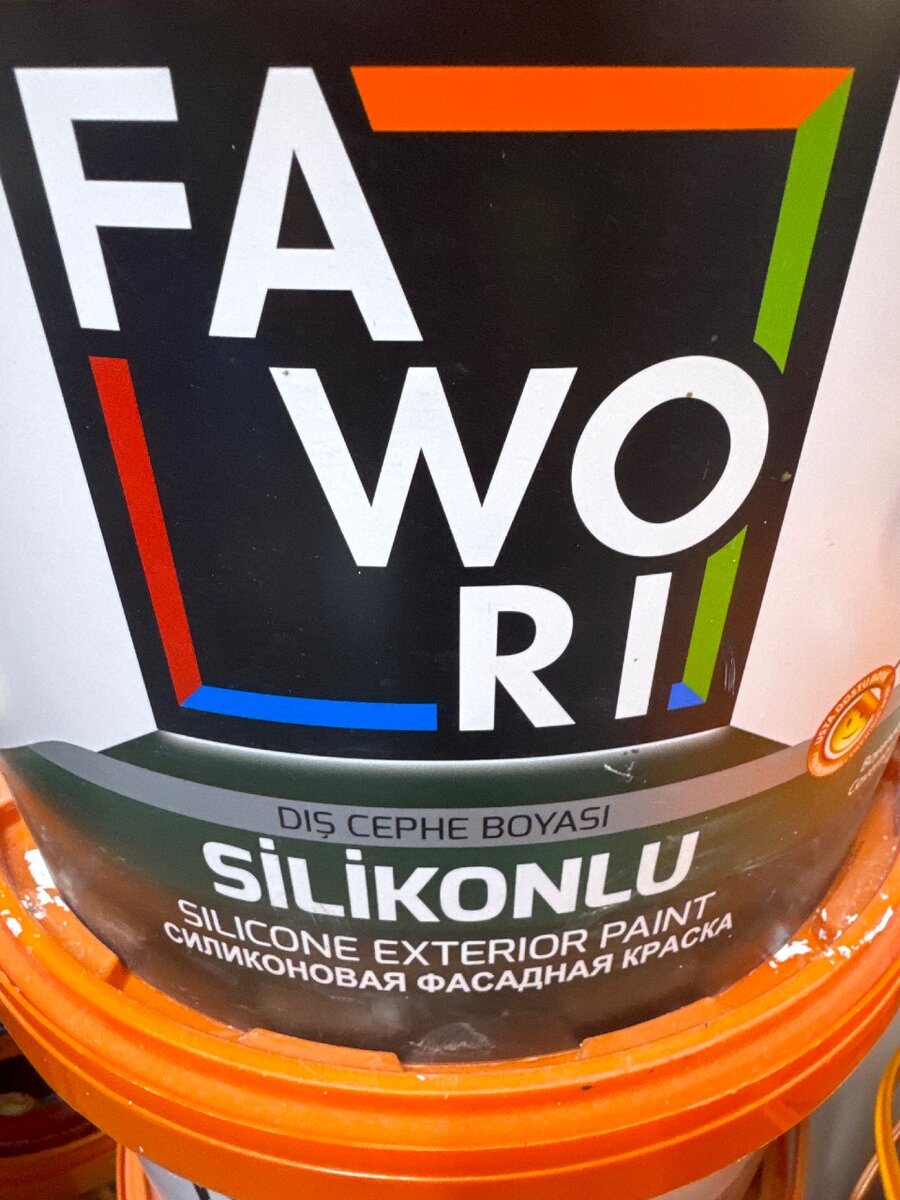 FA
WO
RI
DIŞ CEPHE BOYASI
SİLİKONLU
SILICONE EXTERIOR PAINT
СИЛИКОНОВАЯ ФАСАДНАЯ КРАСКА